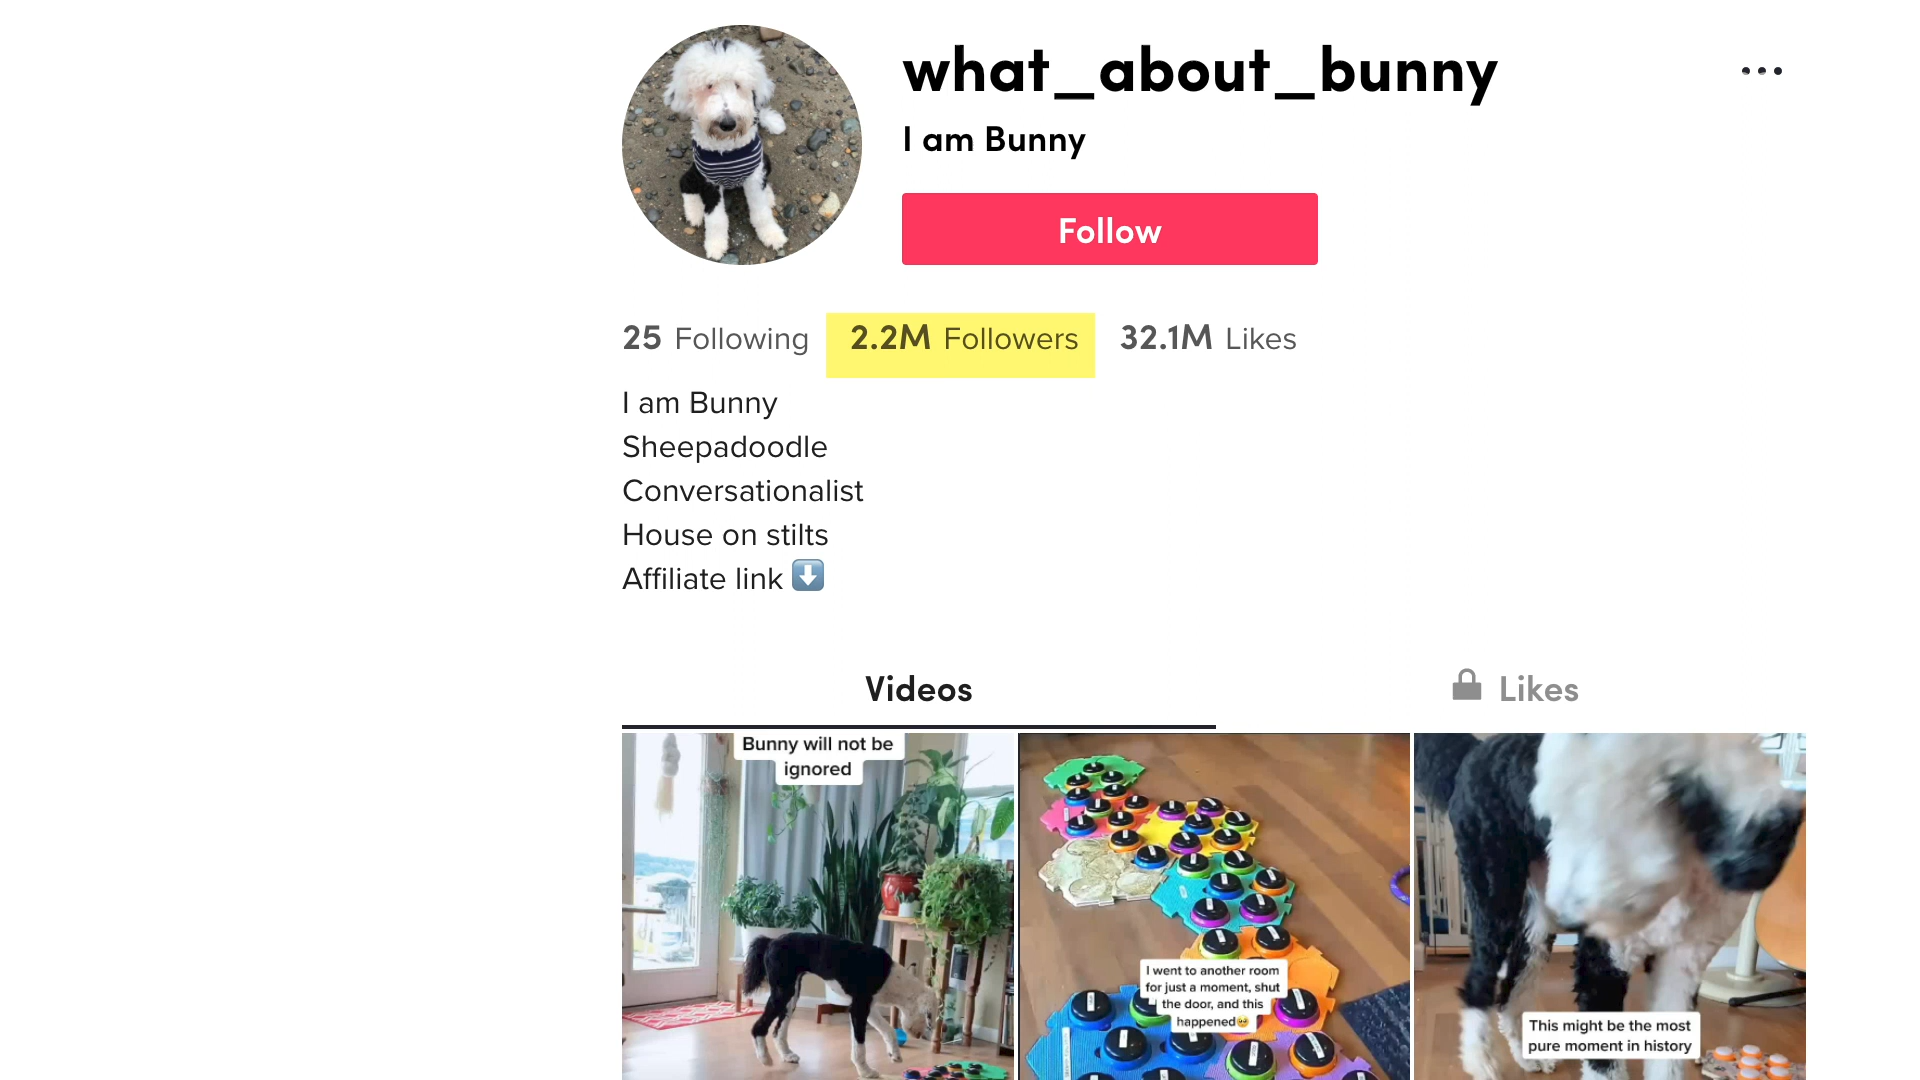 what_about_bunny
I am Bunny
Follow
25 Following 2.2M Followers 32.1M Likes
I am Bunny
Sheepadoodle
Conversationalist
House on stilts
Affiliate link ⬇️
Videos
Likes
Bunny will not be
ignored
I went to another room
for just a moment, shut
the door, and this
happened🥺
This might be the most
pure moment in history